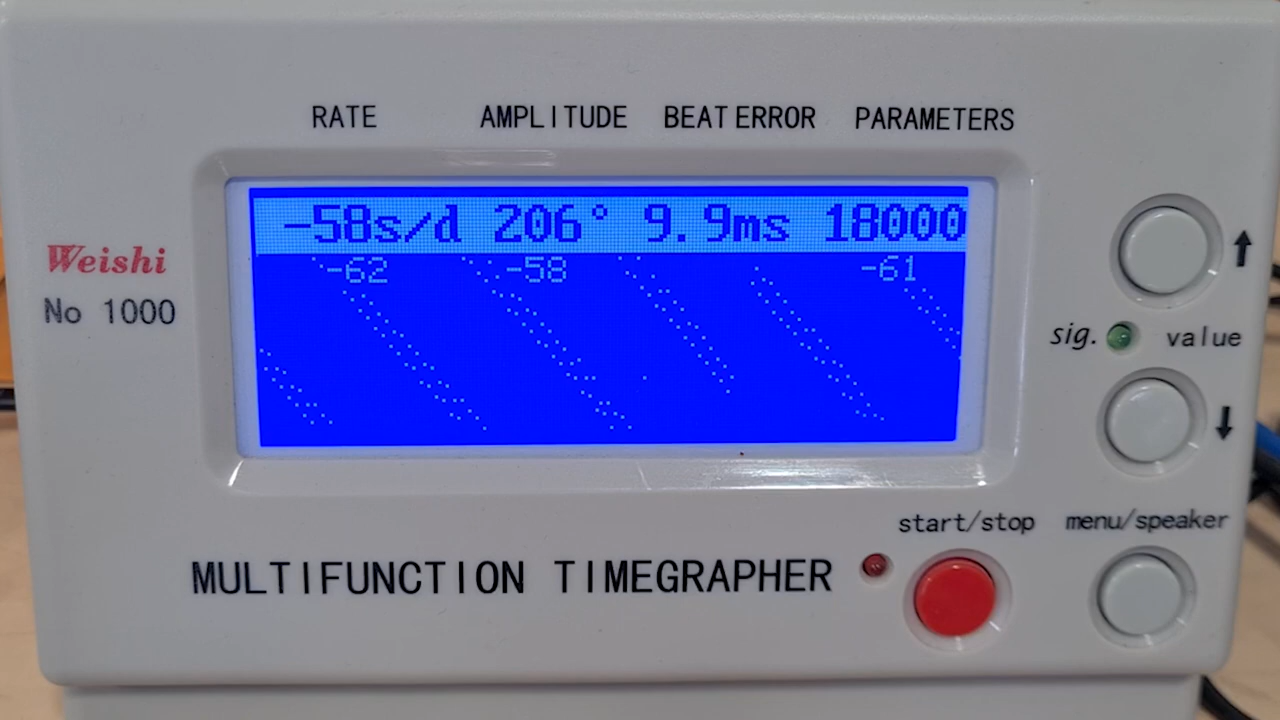 RATE AMPLITUDE BEAT ERROR PARAMETERS
-58s/d 206° 9.9ms 18000
-62 -58 -61
Weishi
No 1000
sig. value
start/stop menu/speaker
MULTIFUNCTION TIMEGRAPHER